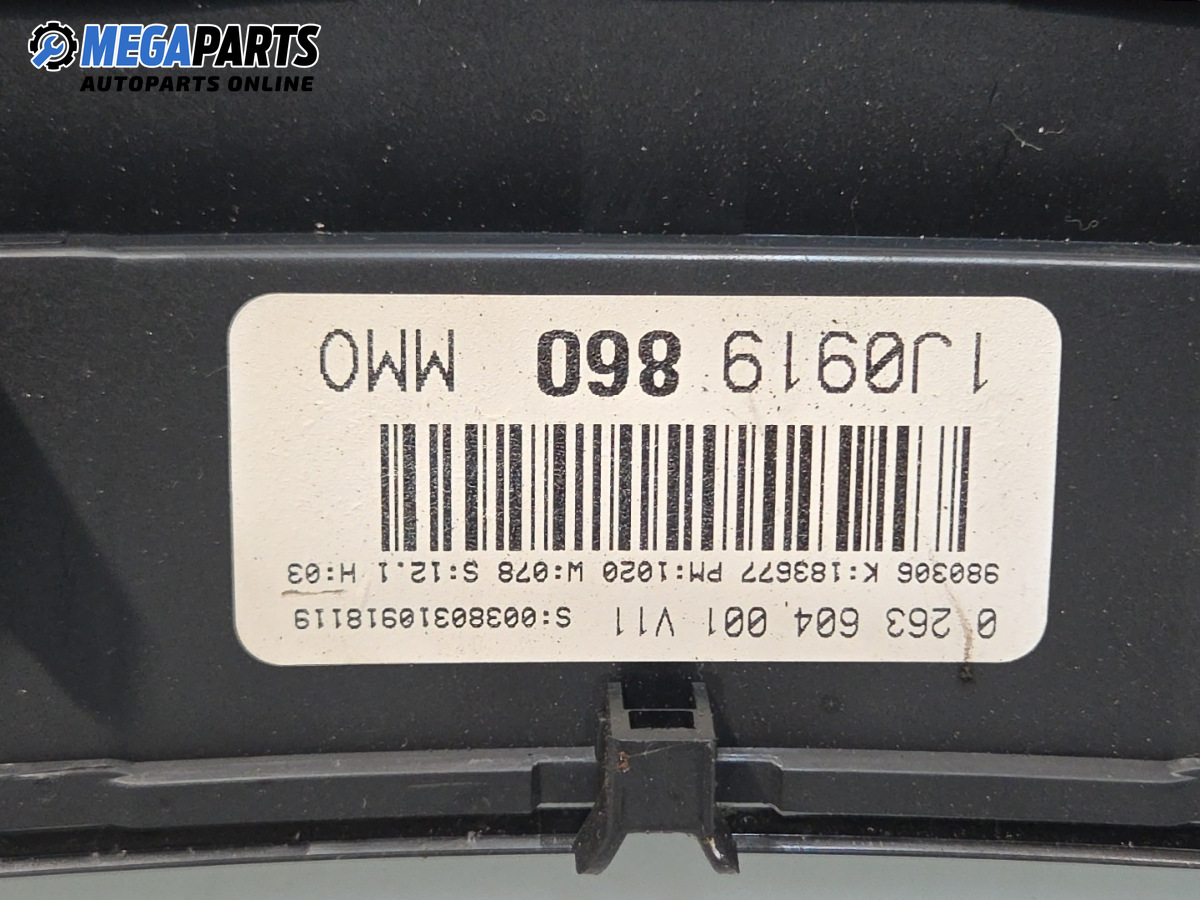 MEGAPARTS
AUTOPARTS ONLINE
0 263 604 001 V11 S:00380310918119
980306 K:183677 PM:1020 W:078 S:12.1 H:03
1J0919 860 MMO